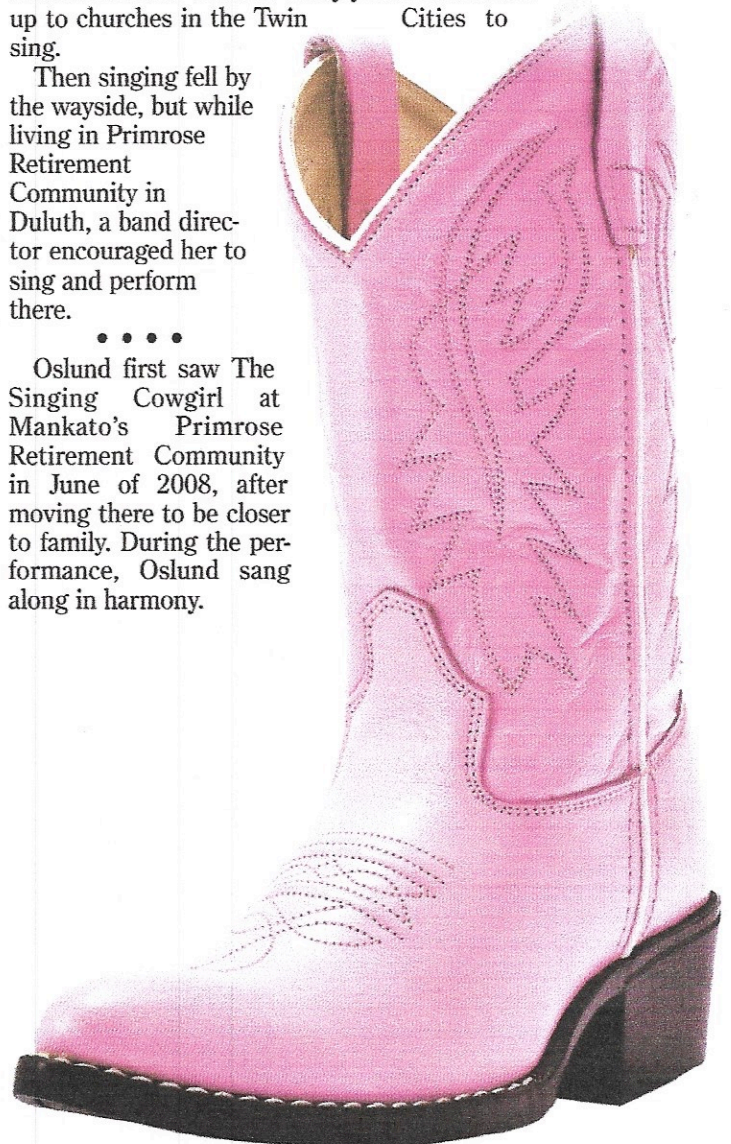 up to churches in the Twin Cities to
sing.
Then singing fell by
the wayside, but while
living in Primrose
Retirement
Community in
Duluth, a band direc-
tor encouraged her to
sing and perform
there.
• • • •
Oslund first saw The
Singing Cowgirl at
Mankato's Primrose
Retirement Community
in June of 2008, after
moving there to be closer
to family. During the per-
formance, Oslund sang
along in harmony.